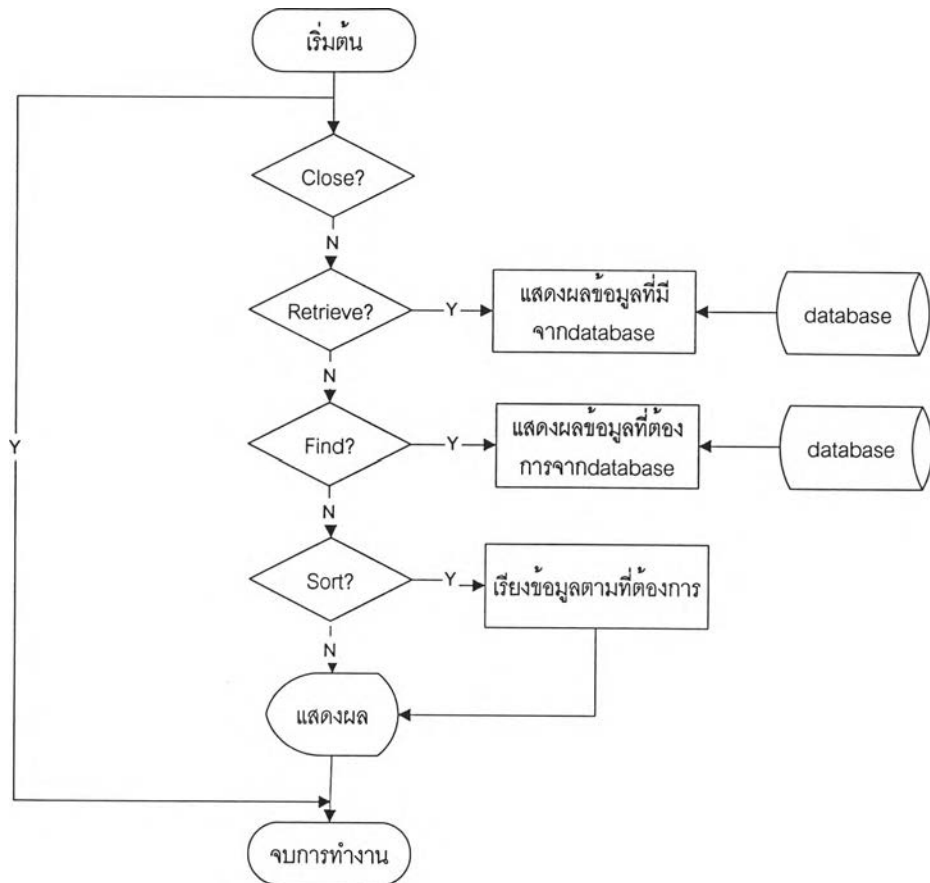 เริ่มต้น
Close?
N
Retrieve?
Y
แสดงผลข้อมูลที่มี
จากdatabase
database
N
Y
Find?
Y
แสดงผลข้อมูลที่ต้อง
การจากdatabase
database
N
Sort?
Y
เรียงข้อมูลตามที่ต้องการ
N
แสดงผล
จบการทำงาน